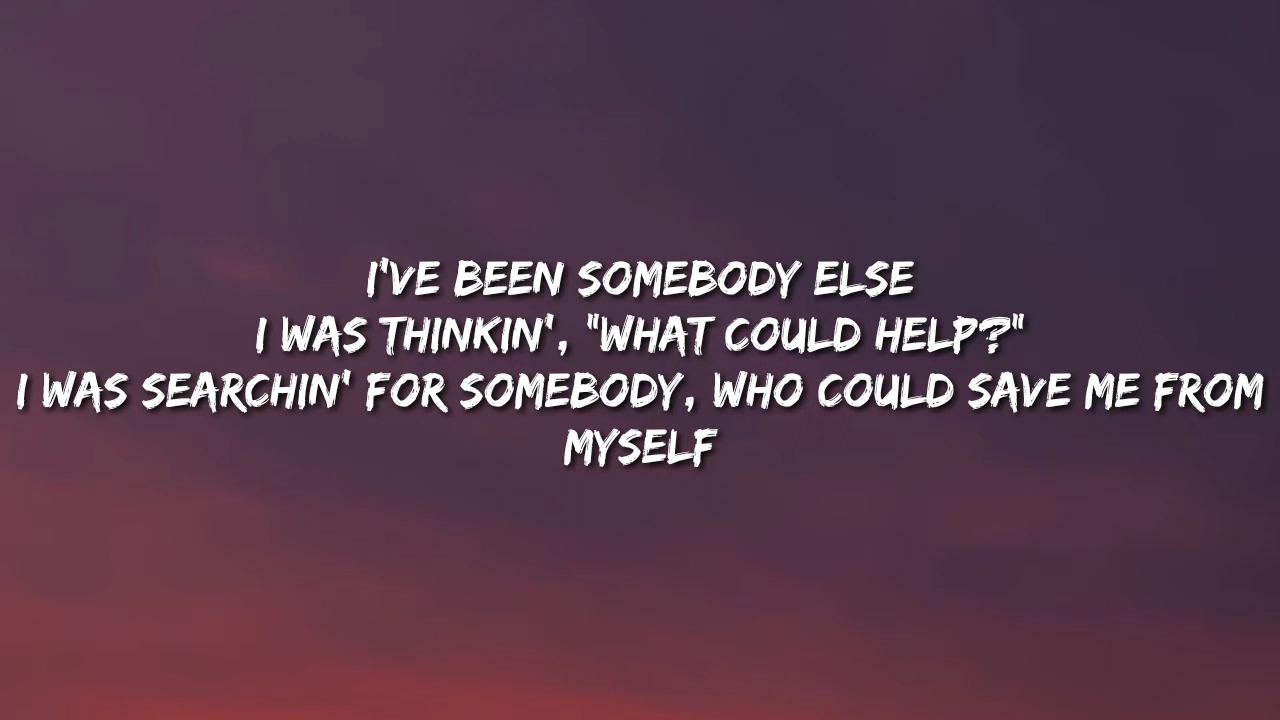 I'VE BEEN SOMEBODY ELSE
I WAS THINKIN', "WHAT COULD HELP?"
I WAS SEARCHIN' FOR SOMEBODY, WHO COULD SAVE ME FROM
MYSELF